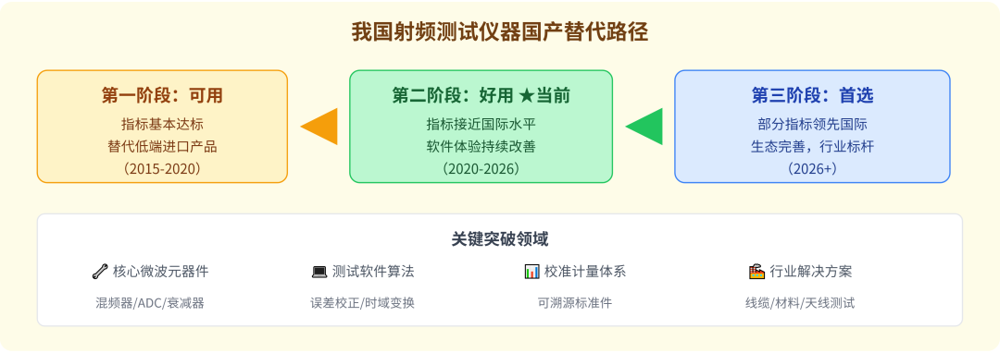 我国射频测试仪器国产替代路径
第一阶段：可用
指标基本达标
替代低端进口产品
（2015-2020）
第二阶段：好用 ★当前
指标接近国际水平
软件体验持续改善
（2020-2026）
第三阶段：首选
部分指标领先国际
生态完善，行业标杆
（2026+）
关键突破领域
核心微波元器件
混频器/ADC/衰减器
测试软件算法
误差校正/时域变换
校准计量体系
可溯源标准件
行业解决方案
线缆/材料/天线测试